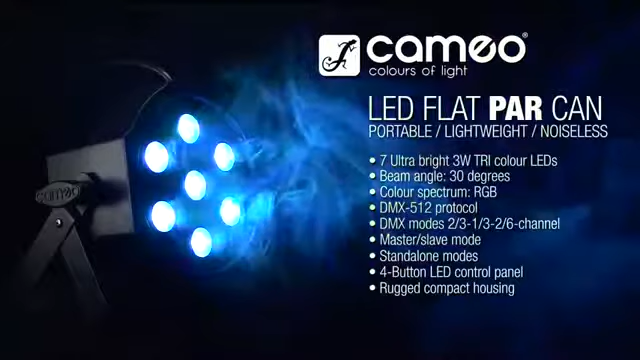 cameo®
colours of light
LED FLAT PAR CAN
PORTABLE / LIGHTWEIGHT / NOISELESS
• 7 Ultra bright 3W TRI colour LEDs
• Beam angle: 30 degrees
• Colour spectrum: RGB
• DMX-512 protocol
• DMX modes 2/3-1/3-2/6-channel
• Master/slave mode
• Standalone modes
• 4-Button LED control panel
• Rugged compact housing
cameo